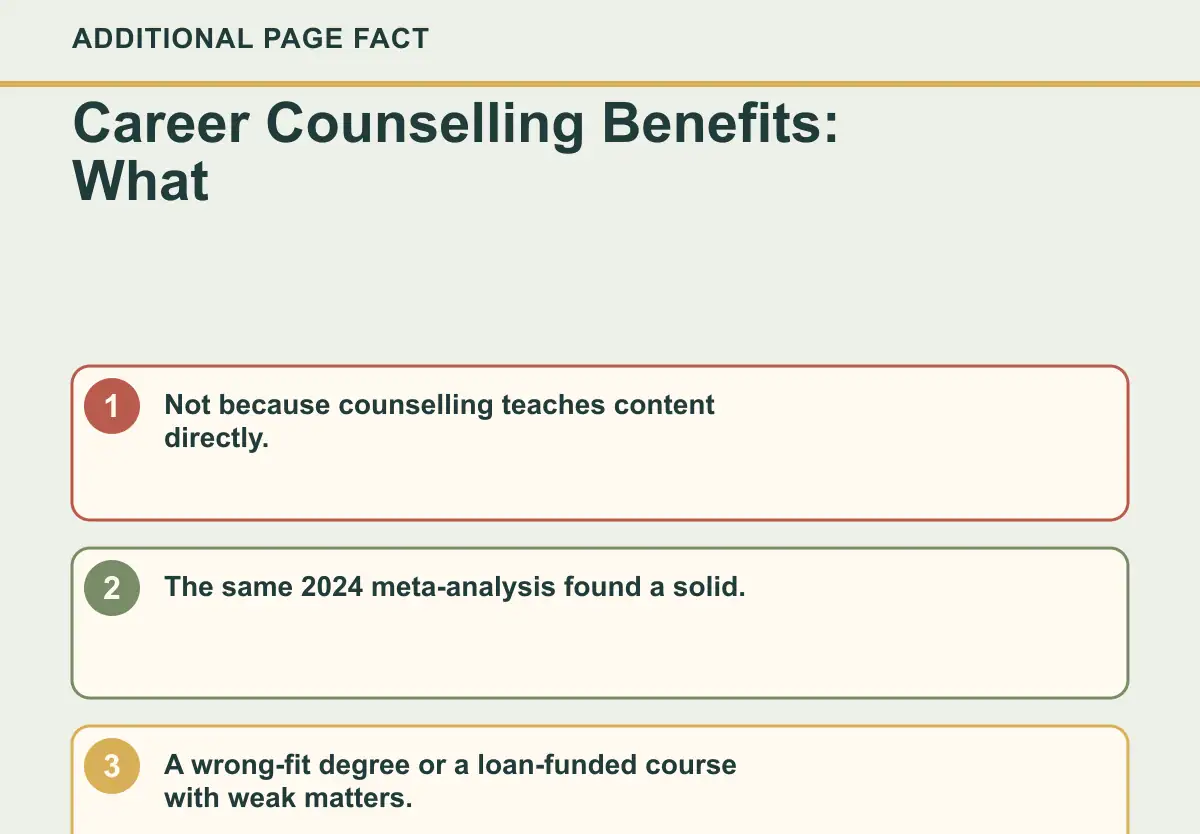 ADDITIONAL PAGE FACT
Career Counselling Benefits:
What
1
Not because counselling teaches content
directly.
2
The same 2024 meta-analysis found a solid.
3
A wrong-fit degree or a loan-funded course
with weak matters.